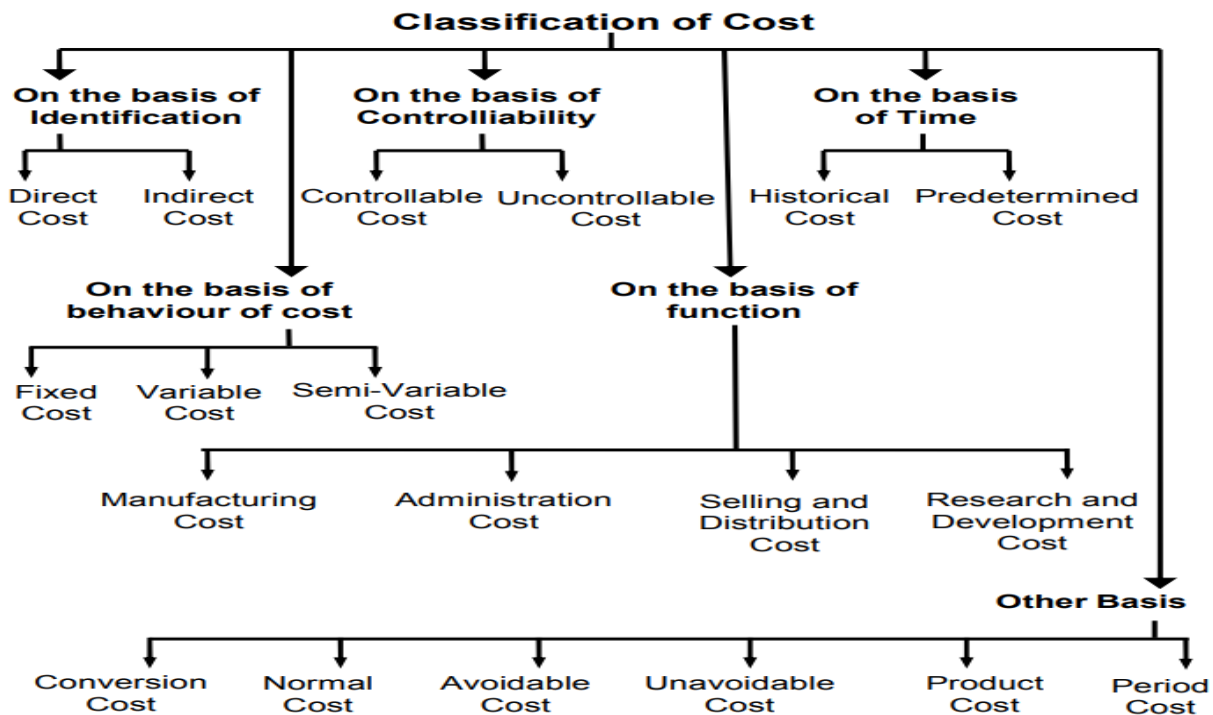 Classification of Cost
On the basis of
Identification
On the basis of
Controlliability
On the basis
of Time
Direct
Cost
Indirect
Cost
Controllable
Cost
Uncontrollable
Cost
Historical
Cost
Predetermined
Cost
On the basis of
behaviour of cost
On the basis of
function
Fixed
Cost
Variable
Cost
Semi-Variable
Cost
Manufacturing
Cost
Administration
Cost
Selling and
Distribution
Cost
Research and
Development
Cost
Other Basis
Conversion
Cost
Normal
Cost
Avoidable
Cost
Unavoidable
Cost
Product
Cost
Period
Cost